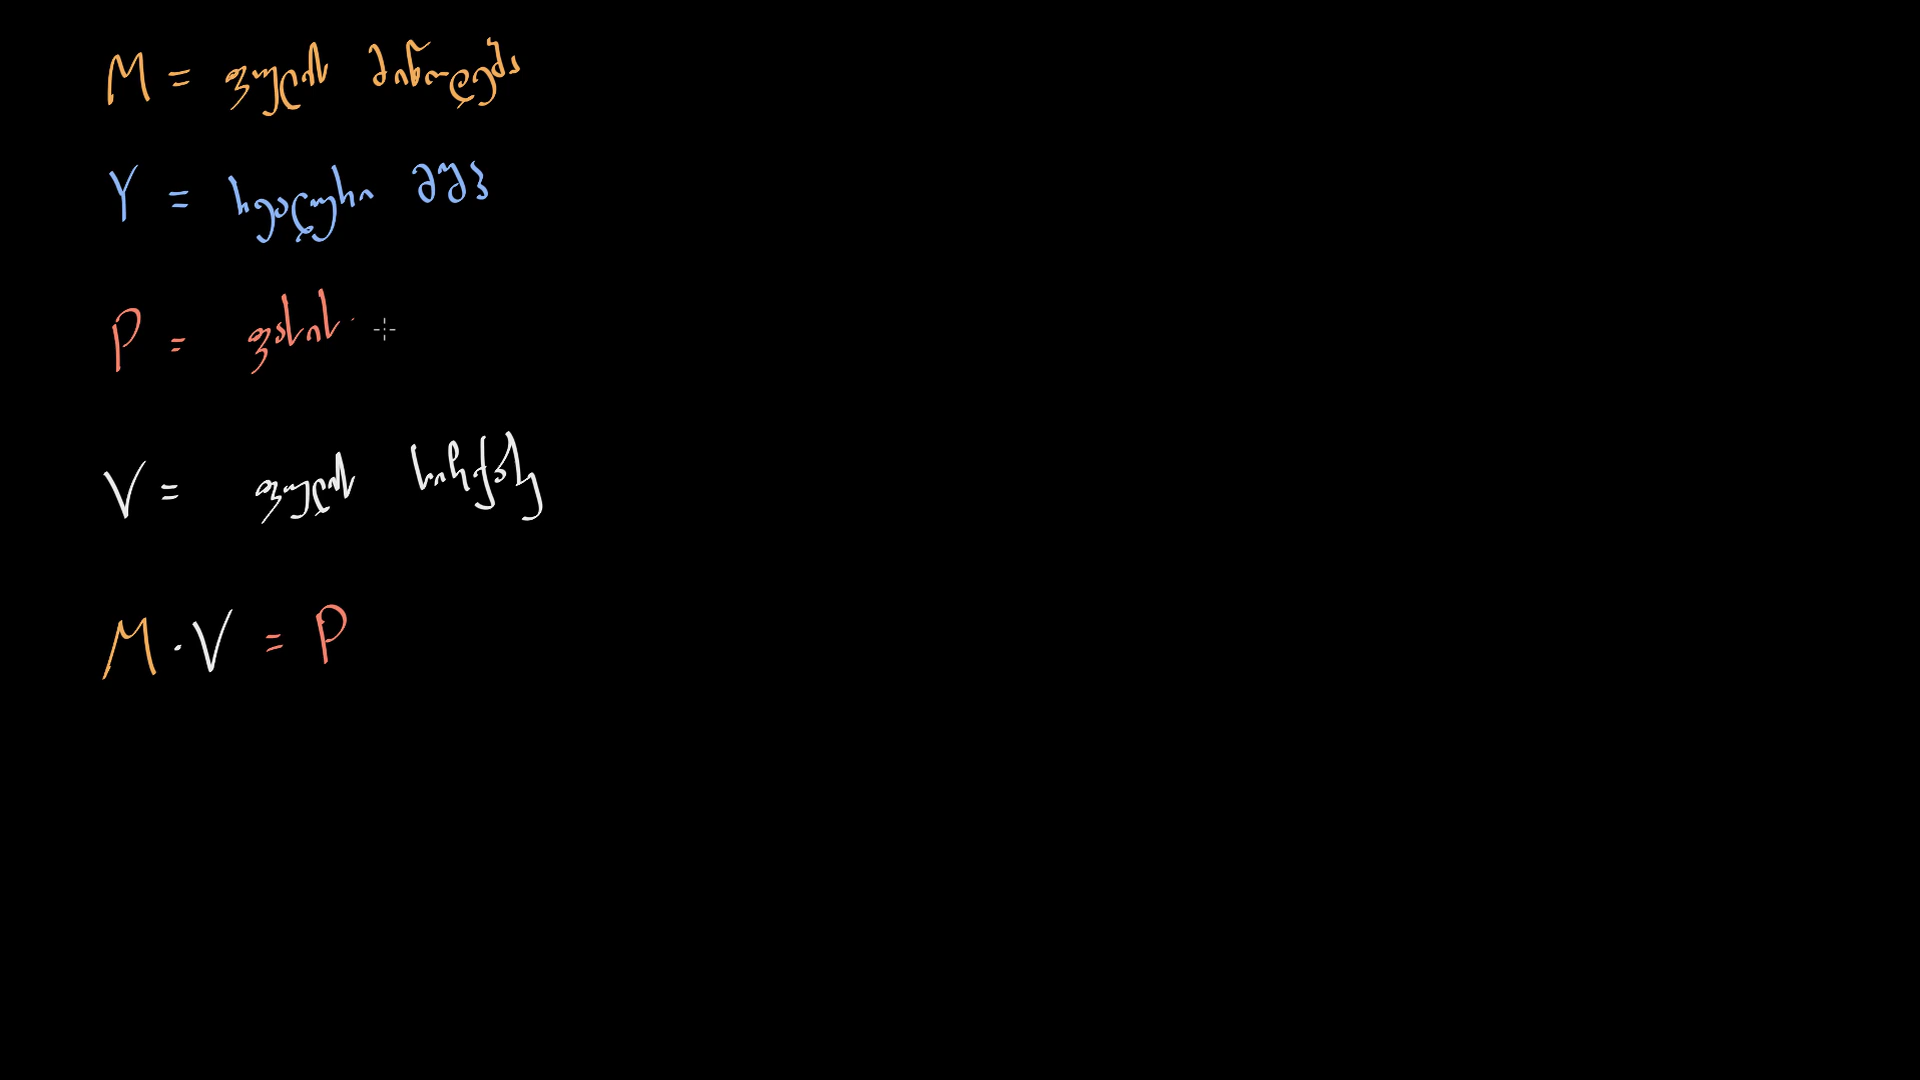 M = ფულის მიწოდება
Y = რეალური მშპ
P = ფასის
V = ფულის სიჩქარე
M · V = P